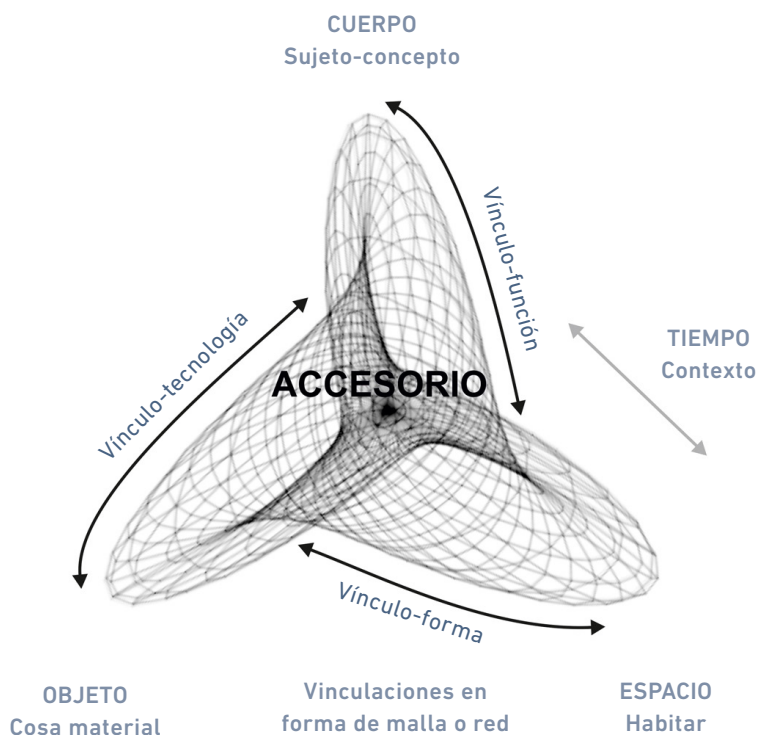 CUERPO
Sujeto-concepto
Vínculo-función
TIEMPO
Contexto
Vínculo-tecnología
ACCESORIO
Vínculo-forma
OBJETO
Cosa material
Vinculaciones en
forma de malla o red
ESPACIO
Habitar